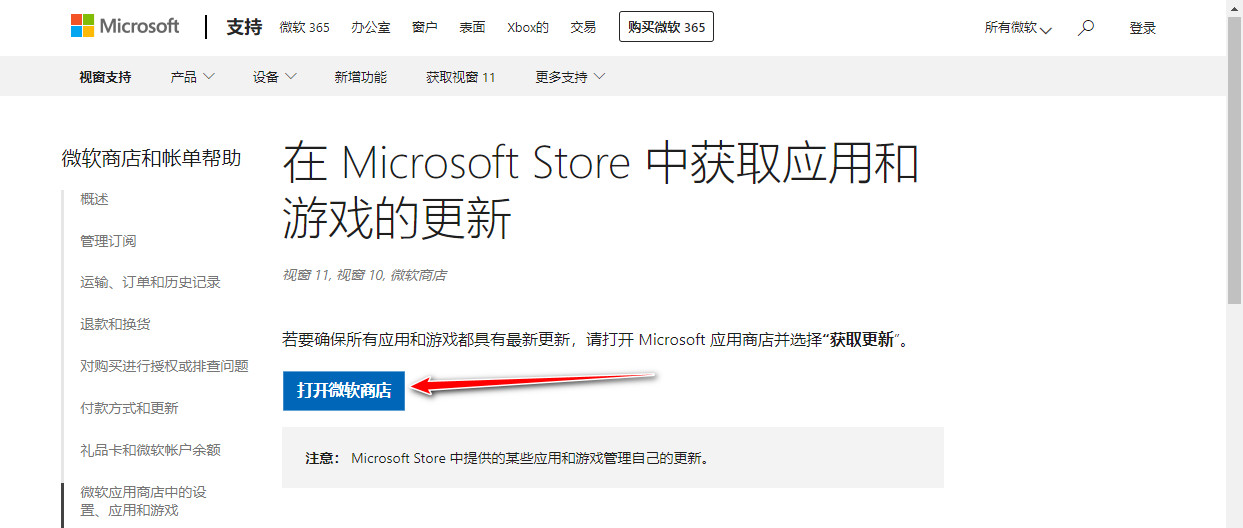 Microsoft 支持 微软 365 办公室 窗户 表面 Xbox的 交易 购买微软 365 所有微软 登录
视窗支持 产品 设备 新增功能 获取视窗 11 更多支持
微软商店和帐单帮助
概述
管理订阅
运输、订单和历史记录
退款和换货
对购买进行授权或排查问题
付款方式和更新
礼品卡和微软帐户余额
微软应用商店中的设
置、应用和游戏
在 Microsoft Store 中获取应用和
游戏的更新
视窗 11, 视窗 10, 微软商店
若要确保所有应用和游戏都具有最新更新，请打开 Microsoft 应用商店并选择“获取更新”。
打开微软商店
注意： Microsoft Store 中提供的某些应用和游戏管理自己的更新。